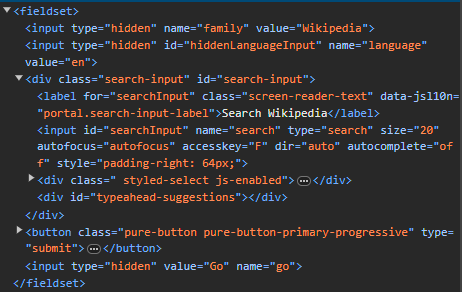 <fieldset>
<input type="hidden" name="family" value="Wikipedia">
<input type="hidden" id="hiddenLanguageInput" name="language"
value="en">
<div class="search-input" id="search-input">
<label for="searchInput" class="screen-reader-text" data-jsl10n=
"portal.search-input-label">Search Wikipedia</label>
<input id="searchInput" name="search" type="search" size="20"
autofocus="autofocus" accesskey="F" dir="auto" autocomplete="of
f" style="padding-right: 64px;">
<div class=" styled-select js-enabled">…</div>
<div id="typeahead-suggestions"></div>
</div>
<button class="pure-button pure-button-primary-progressive" type=
"submit">…</button>
<input type="hidden" value="Go" name="go">
</fieldset>